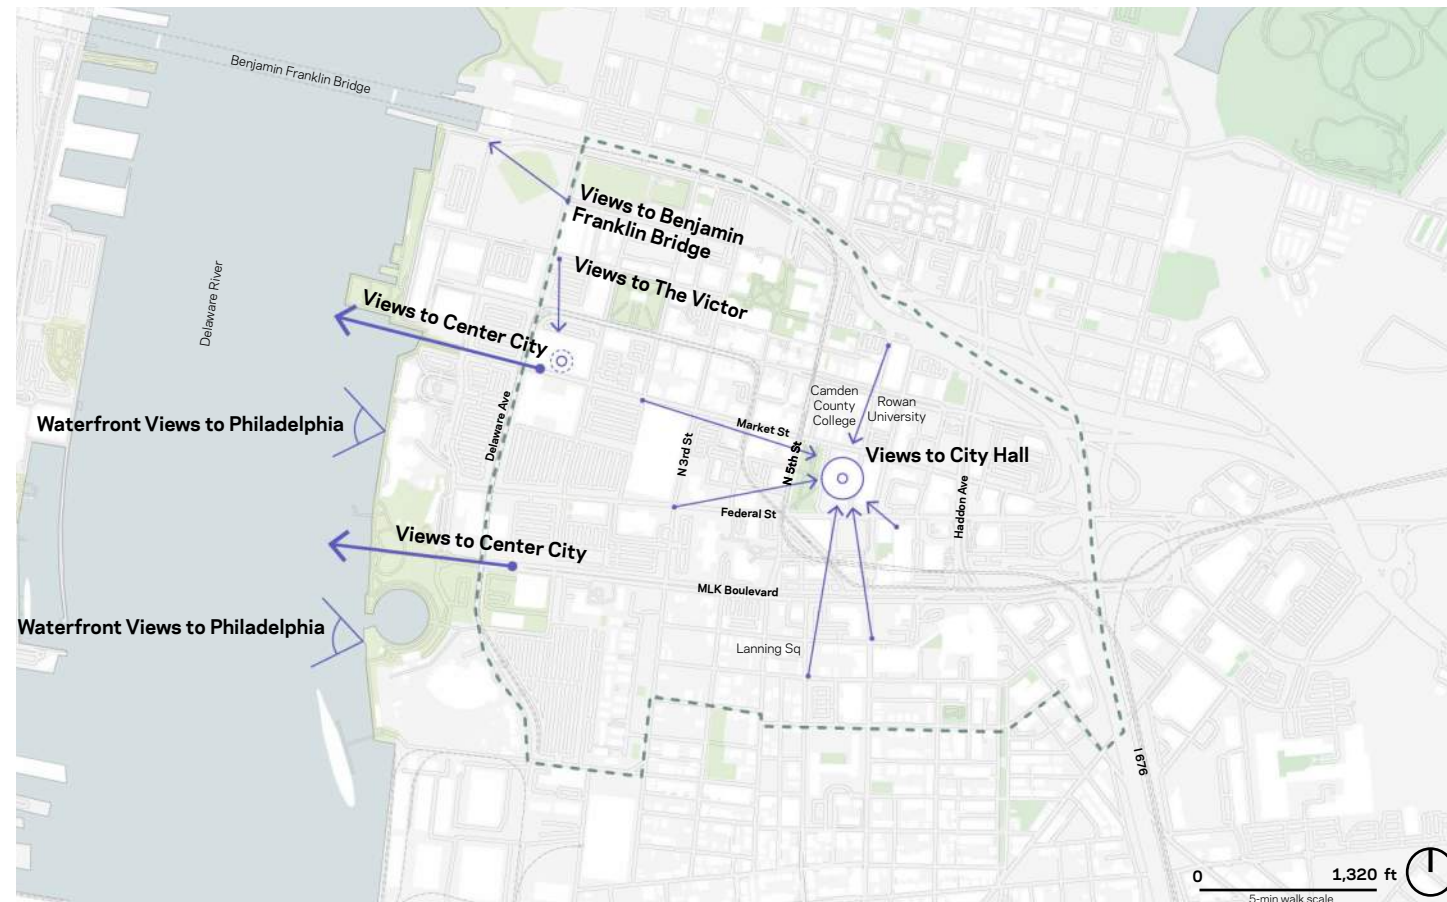 Benjamin Franklin Bridge
Views to Benjamin
Franklin Bridge
Views to The Victor
Delaware River
Views to Center City
Waterfront Views to Philadelphia
Delaware Ave
Camden
County
College
Rowan
University
Market St
N 3rd St
N 5th St
Views to City Hall
Haddon Ave
Federal St
Views to Center City
MLK Boulevard
Waterfront Views to Philadelphia
Lanning Sq
I 676
0 1,320 ft
5-min walk scale